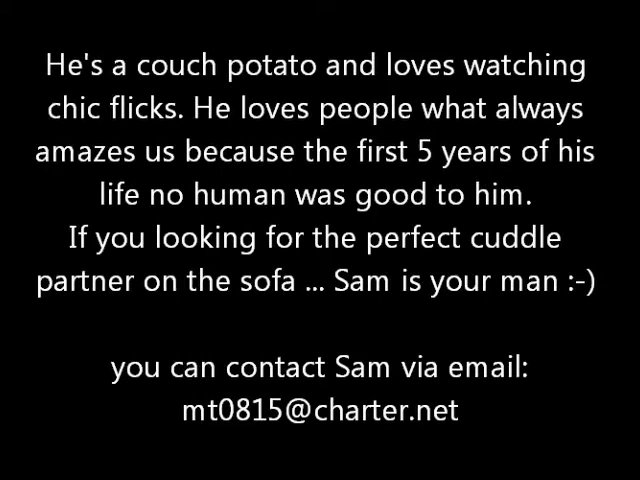 He's a couch potato and loves watching
chic flicks. He loves people what always
amazes us because the first 5 years of his
life no human was good to him.
If you looking for the perfect cuddle
partner on the sofa ... Sam is your man :-)
you can contact Sam via email:
mt0815@charter.net